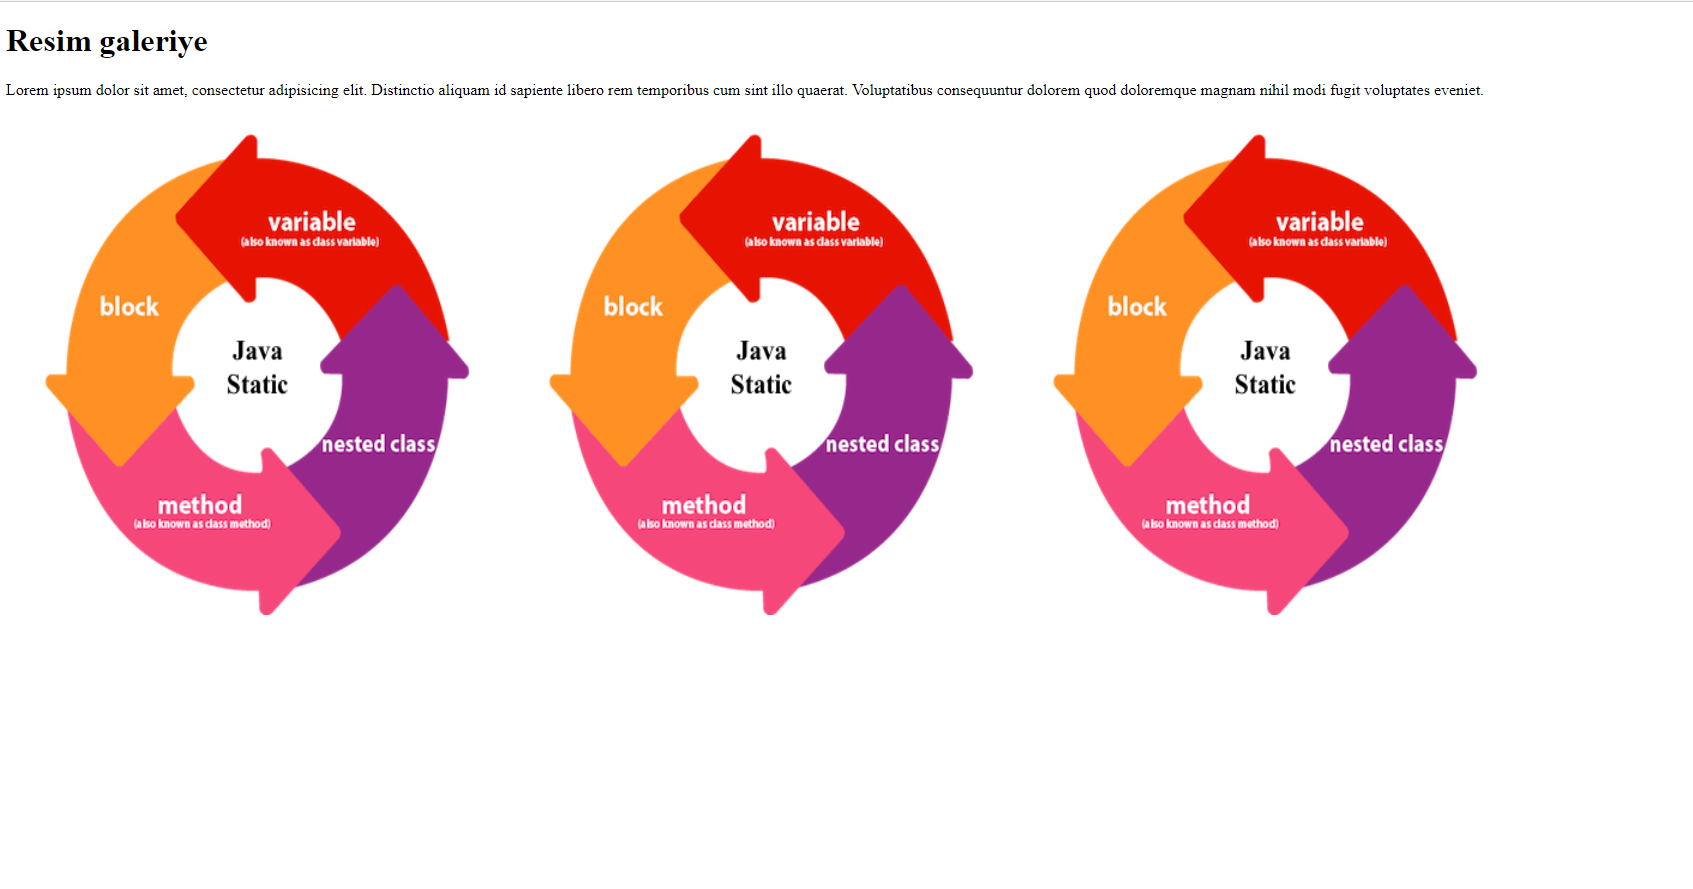 Resim galeriye
Lorem ipsum dolor sit amet, consectetur adipisicing elit. Distinctio aliquam id sapiente libero rem temporibus cum sint illo quaerat. Voluptatibus consequuntur dolorem quod doloremque magnam nihil modi fugit voluptates eveniet.
variable
(also known as class variable)
block
Java
Static
nested class
method
(also known as class method)
variable
(also known as class variable)
block
Java
Static
nested class
method
(also known as class method)
variable
(also known as class variable)
block
Java
Static
nested class
method
(also known as class method)